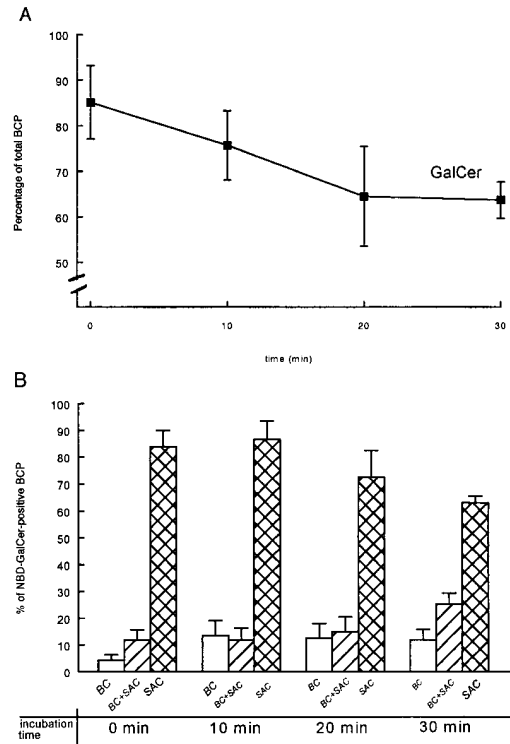 A
100
90
80
70
60
50
Percentage of total BCP
GalCer
0 10 20 30
time (min)
B
100
90
80
70
60
50
40
30
20
10
0
% of NBD-GalCer-positive BCP
BC BC+SAC SAC BC BC+SAC SAC BC BC+SAC SAC BC BC+SAC SAC
incubation time 0 min 10 min 20 min 30 min